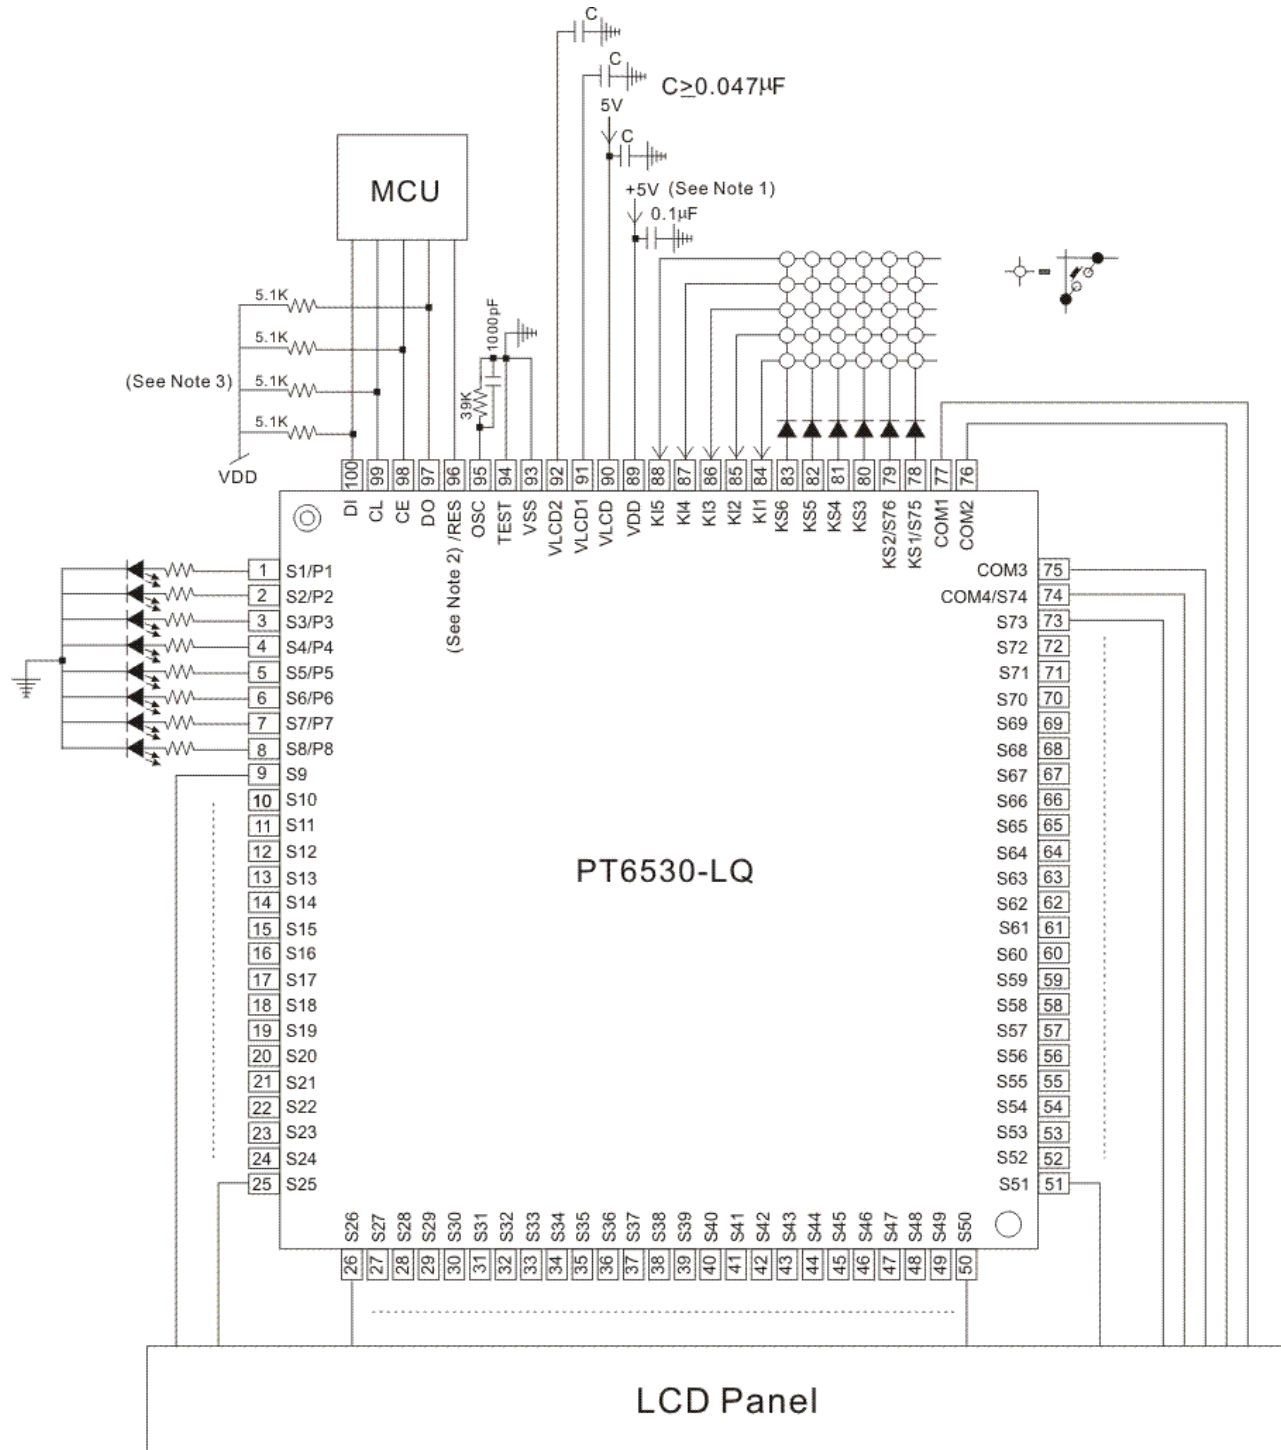 C
C
C≥0.047μF
5V
C
MCU
+5V (See Note 1)
0.1μF
5.1K
5.1K
(See Note 3)
5.1K
5.1K
VDD
39K
1000pF
100 99 98 97 96 95 94 93 92 91 90 89 88 87 86 85 84 83 82 81 80 79 78 77 76
DI CL CE DO (See Note 2) /RES OSC TEST VSS VLCD2 VLCD1 VLCD VDD KI5 KI4 KI3 KI2 KI1 KS6 KS5 KS4 KS3 KS2/S76 KS1/S75 COM1 COM2
1 S1/P1
2 S2/P2
3 S3/P3
4 S4/P4
5 S5/P5
6 S6/P6
7 S7/P7
8 S8/P8
9 S9
10 S10
11 S11
12 S12
13 S13
14 S14
15 S15
16 S16
17 S17
18 S18
19 S19
20 S20
21 S21
22 S22
23 S23
24 S24
25 S25
PT6530-LQ
COM3 75
COM4/S74 74
S73 73
S72 72
S71 71
S70 70
S69 69
S68 68
S67 67
S66 66
S65 65
S64 64
S63 63
S62 62
S61 61
S60 60
S59 59
S58 58
S57 57
S56 56
S55 55
S54 54
S53 53
S52 52
S51 51
S26 S27 S28 S29 S30 S31 S32 S33 S34 S35 S36 S37 S38 S39 S40 S41 S42 S43 S44 S45 S46 S47 S48 S49 S50
26 27 28 29 30 31 32 33 34 35 36 37 38 39 40 41 42 43 44 45 46 47 48 49 50
LCD Panel